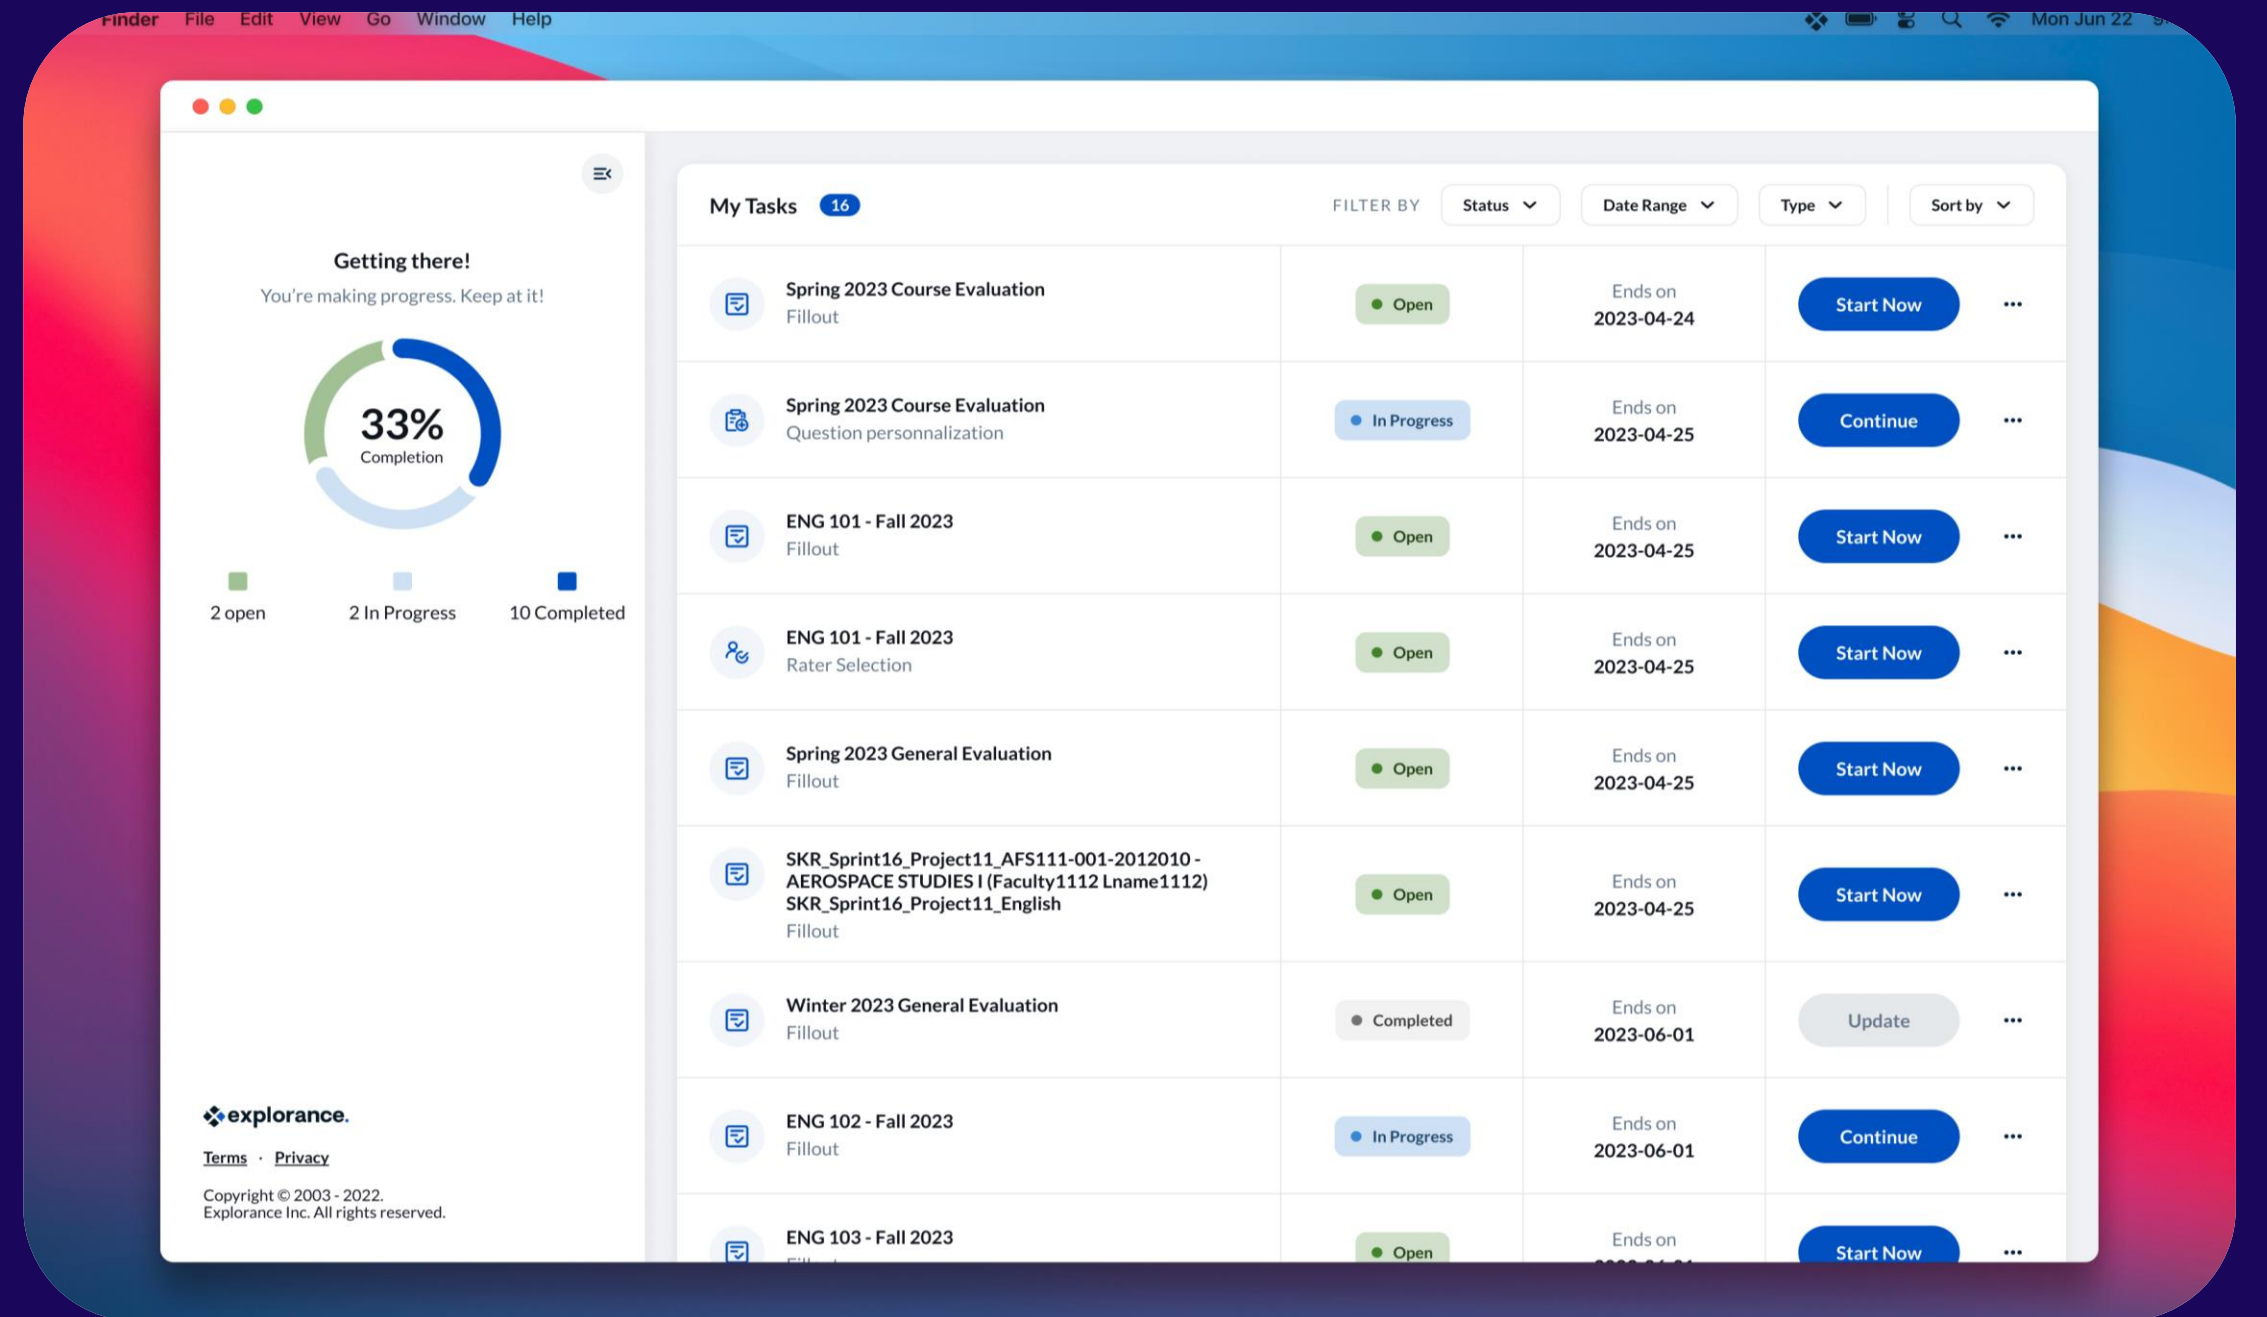 Finder File Edit View Go Window Help
Mon Jun 22
Getting there!
You're making progress. Keep at it!
33%
Completion
2 open
2 In Progress
10 Completed
explorance.
Terms · Privacy
Copyright © 2003 - 2022.
Explorance Inc. All rights reserved.
My Tasks 16
FILTER BY Status Date Range Type Sort by
Spring 2023 Course Evaluation
Fillout
Open
Ends on
2023-04-24
Start Now
Spring 2023 Course Evaluation
Question personnalization
In Progress
Ends on
2023-04-25
Continue
ENG 101 - Fall 2023
Fillout
Open
Ends on
2023-04-25
Start Now
ENG 101 - Fall 2023
Rater Selection
Open
Ends on
2023-04-25
Start Now
Spring 2023 General Evaluation
Fillout
Open
Ends on
2023-04-25
Start Now
SKR_Sprint16_Project11_AFS111-001-2012010 -
AEROSPACE STUDIES I (Faculty1112 Lname1112)
SKR_Sprint16_Project11_English
Fillout
Open
Ends on
2023-04-25
Start Now
Winter 2023 General Evaluation
Fillout
Completed
Ends on
2023-06-01
Update
ENG 102 - Fall 2023
Fillout
In Progress
Ends on
2023-06-01
Continue
ENG 103 - Fall 2023
Open
Ends on
Start Now